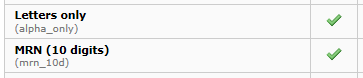 Letters only
(alpha_only)
MRN (10 digits)
(mrn_10d)